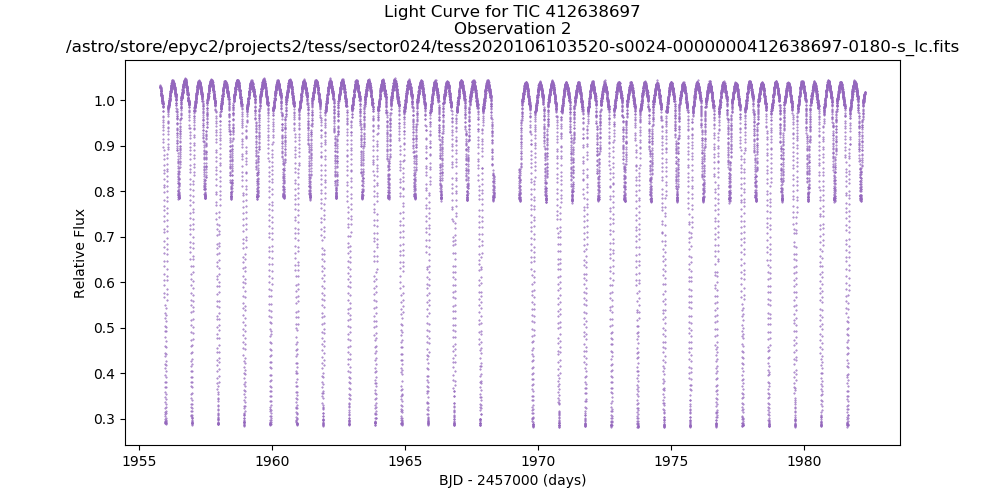 Light Curve for TIC 412638697
Observation 2
/astro/store/epyc2/projects2/tess/sector024/tess2020106103520-s0024-0000000412638697-0180-s_lc.fits
1.0
0.9
0.8
0.7
0.6
0.5
0.4
0.3
Relative Flux
1955
1960
1965
1970
1975
1980
BJD - 2457000 (days)